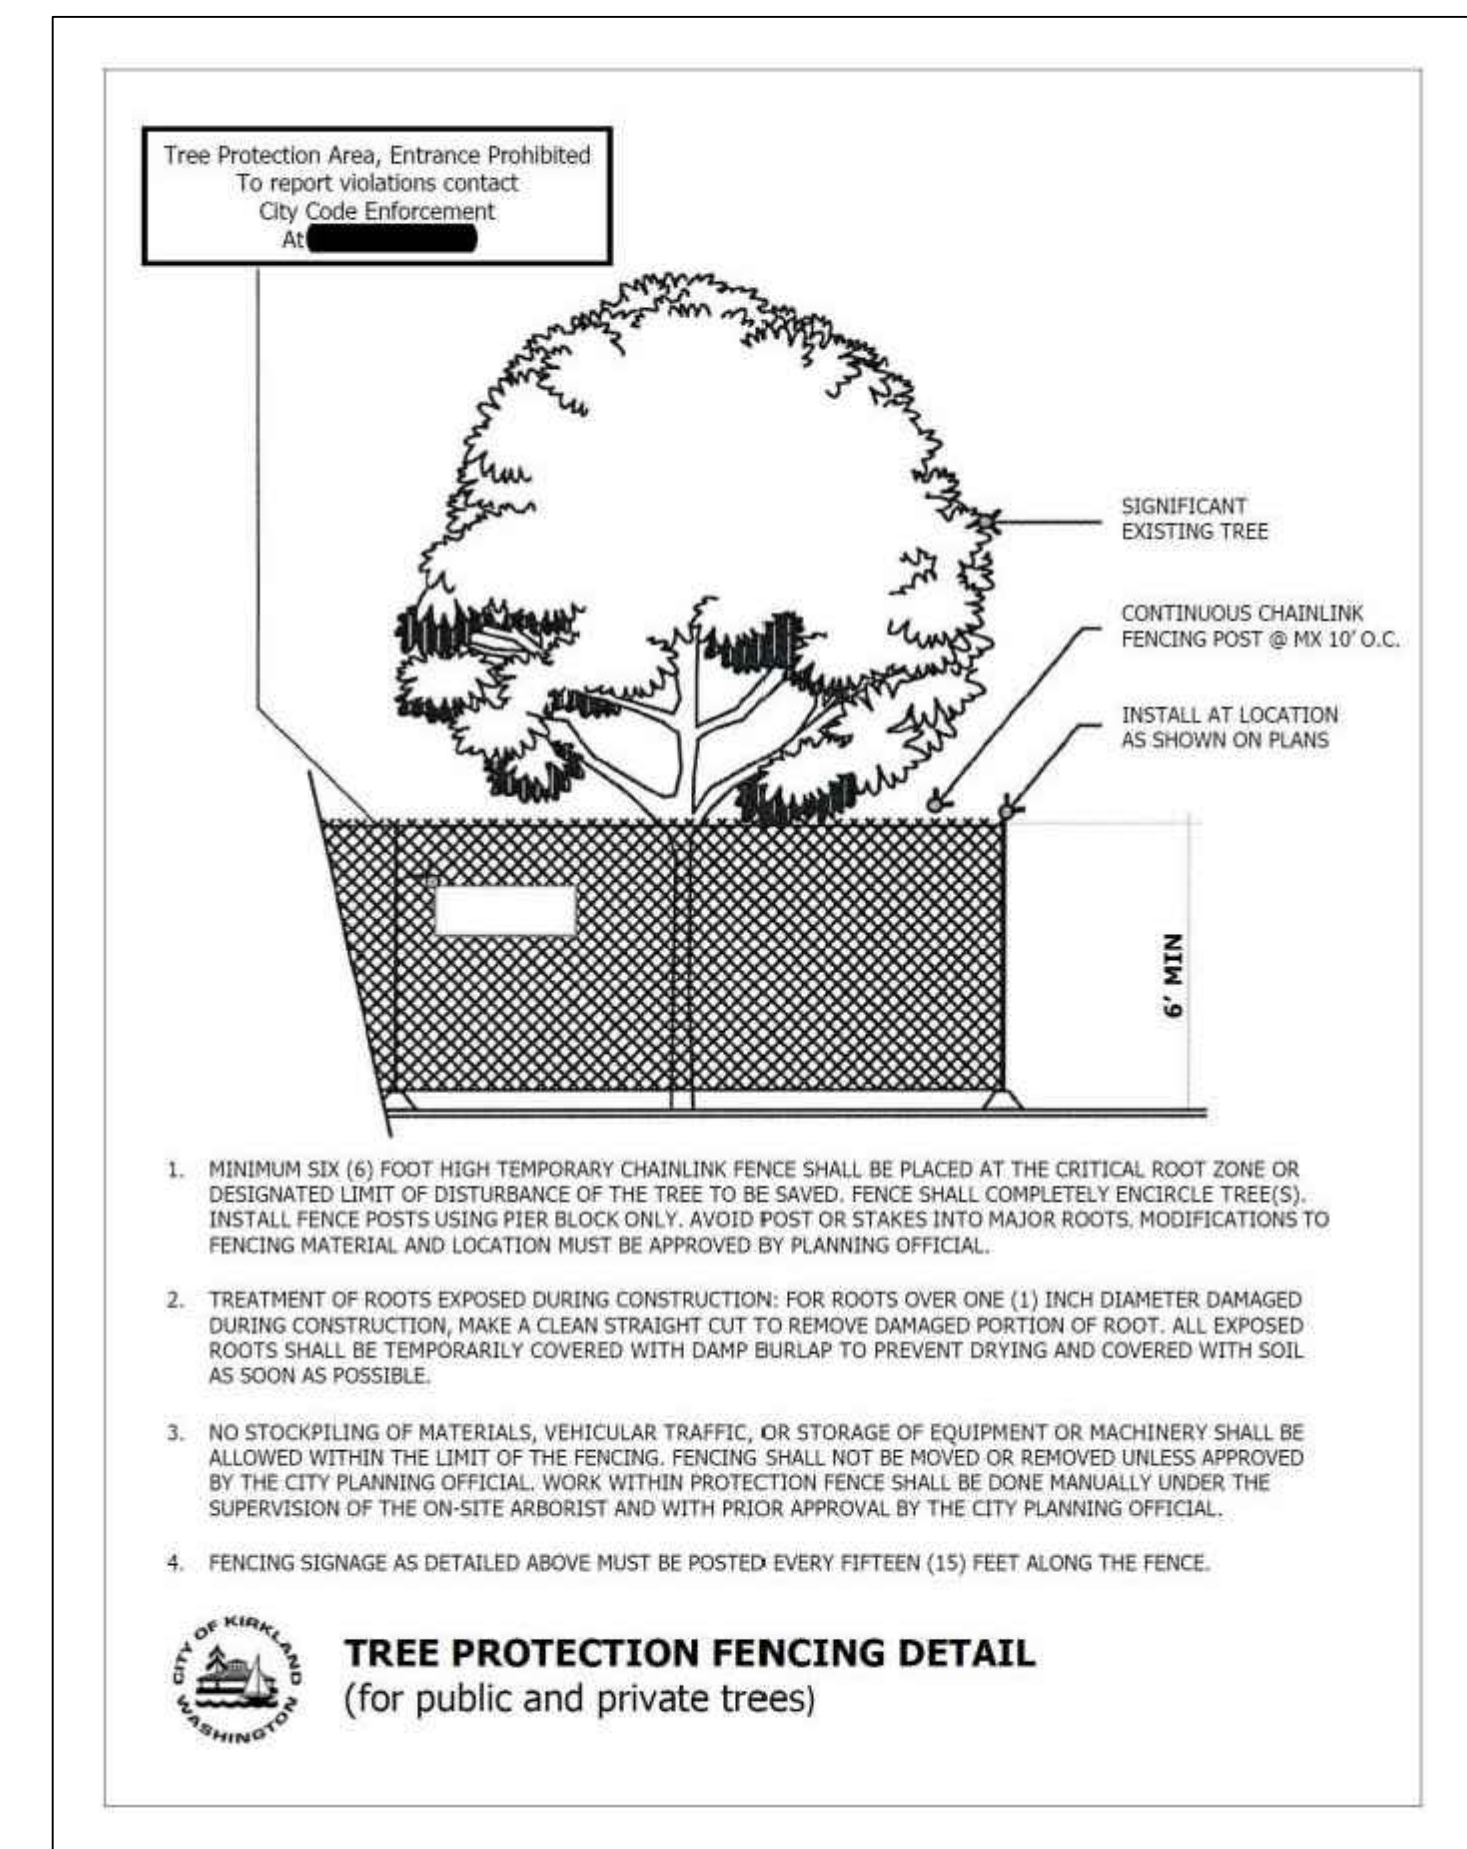 Tree Protection Area, Entrance Prohibited
To report violations contact
City Code Enforcement
At
SIGNIFICANT
EXISTING TREE
CONTINUOUS CHAINLINK
FENCING POST @ MX 10' O.C.
INSTALL AT LOCATION
AS SHOWN ON PLANS
6' MIN
1. MINIMUM SIX (6) FOOT HIGH TEMPORARY CHAINLINK FENCE SHALL BE PLACED AT THE CRITICAL ROOT ZONE OR
DESIGNATED LIMIT OF DISTURBANCE OF THE TREE TO BE SAVED. FENCE SHALL COMPLETELY ENCIRCLE TREE(S).
INSTALL FENCE POSTS USING PIER BLOCK ONLY. AVOID POST OR STAKES INTO MAJOR ROOTS. MODIFICATIONS TO
FENCING MATERIAL AND LOCATION MUST BE APPROVED BY PLANNING OFFICIAL.
2. TREATMENT OF ROOTS EXPOSED DURING CONSTRUCTION: FOR ROOTS OVER ONE (1) INCH DIAMETER DAMAGED
DURING CONSTRUCTION, MAKE A CLEAN STRAIGHT CUT TO REMOVE DAMAGED PORTION OF ROOT. ALL EXPOSED
ROOTS SHALL BE TEMPORARILY COVERED WITH DAMP BURLAP TO PREVENT DRYING AND COVERED WITH SOIL
AS SOON AS POSSIBLE.
3. NO STOCKPILING OF MATERIALS, VEHICULAR TRAFFIC, OR STORAGE OF EQUIPMENT OR MACHINERY SHALL BE
ALLOWED WITHIN THE LIMIT OF THE FENCING. FENCING SHALL NOT BE MOVED OR REMOVED UNLESS APPROVED
BY THE CITY PLANNING OFFICIAL. WORK WITHIN PROTECTION FENCE SHALL BE DONE MANUALLY UNDER THE
SUPERVISION OF THE ON-SITE ARBORIST AND WITH PRIOR APPROVAL BY THE CITY PLANNING OFFICIAL.
4. FENCING SIGNAGE AS DETAILED ABOVE MUST BE POSTED EVERY FIFTEEN (15) FEET ALONG THE FENCE.
CITY OF KIRKLAND
WASHINGTON
TREE PROTECTION FENCING DETAIL
(for public and private trees)